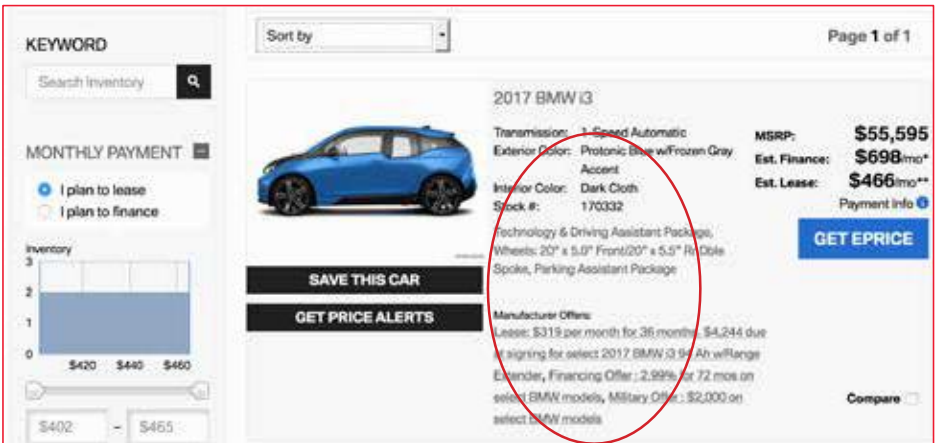 KEYWORD
Search Inventory
MONTHLY PAYMENT
I plan to lease
I plan to finance
Inventory
3
2
1
0
$420 $440 $460
$402 - $465
Sort by
Page 1 of 1
SAVE THIS CAR
GET PRICE ALERTS
2017 BMW i3
Transmission: 1-Speed Automatic
Exterior Color: Protonic Blue w/Frozen Gray
Accent
Interior Color: Dark Cloth
Stock #: 170332
Technology & Driving Assistant Package,
Wheels: 20" x 5.0" Front/20" x 5.5" Rr Dble
Spoke, Parking Assistant Package
Manufacturer Offers:
Lease: $319 per month for 36 months, $4,244 due
at signing for select 2017 BMW i3 94 Ah w/Range
Extender, Financing Offer : 2.99% for 72 mos on
select BMW models, Military Offer : $2,000 on
select BMW models
MSRP: $55,595
Est. Finance: $698/mo*
Est. Lease: $466/mo**
Payment Info
GET EPRICE
Compare